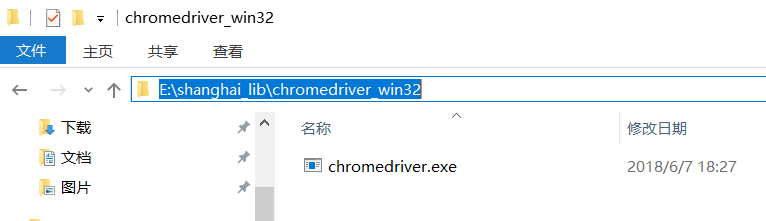 chromedriver_win32
文件 主页 共享 查看
E:\shanghai_lib\chromedriver_win32
下载 名称 修改日期
文档 chromedriver.exe 2018/6/7 18:27
图片